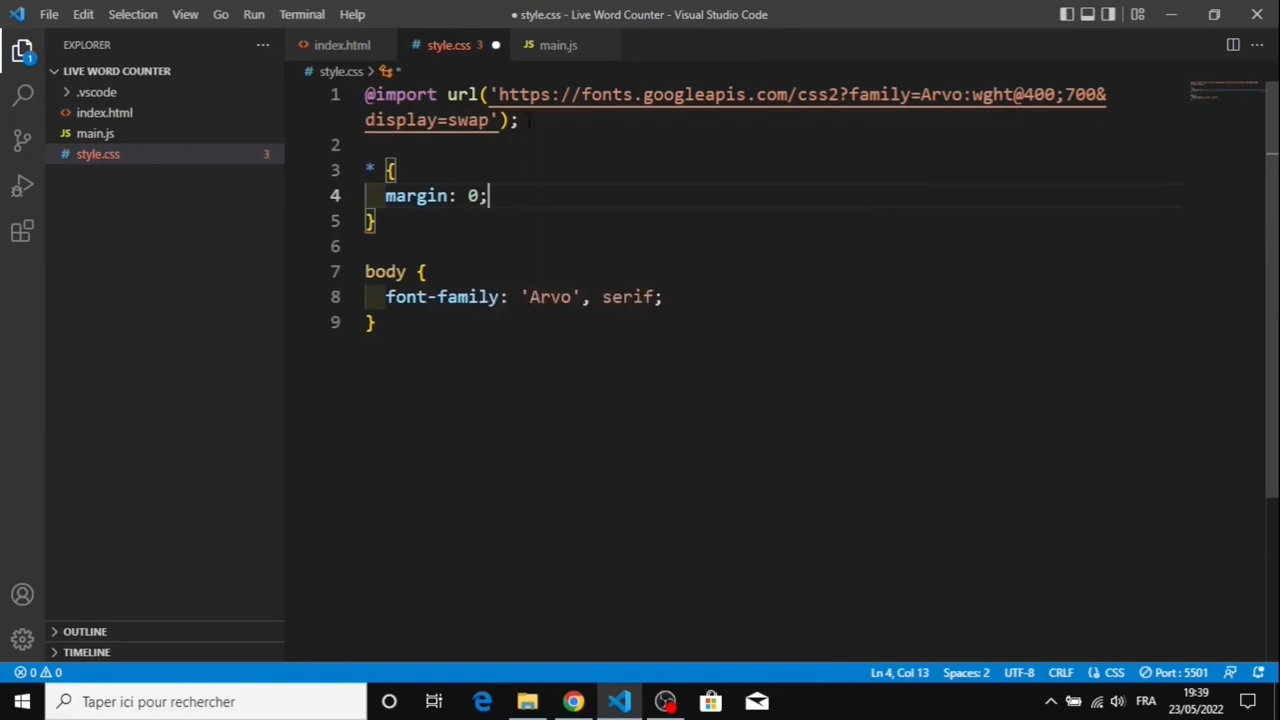 File Edit Selection View Go Run Terminal Help
● style.css - Live Word Counter - Visual Studio Code
EXPLORER
index.html
style.css 3
main.js
LIVE WORD COUNTER
style.css > *
.vscode
index.html
main.js
style.css 3
1 @import url('https://fonts.googleapis.com/css2?family=Arvo:wght@400;700&
display=swap');
2
3 * {
4 margin: 0;
5 }
6
7 body {
8 font-family: 'Arvo', serif;
9 }
1
OUTLINE
TIMELINE
0 0
Ln 4, Col 13 Spaces: 2 UTF-8 CRLF CSS Port : 5501
Taper ici pour rechercher
FRA
19:39
23/05/2022